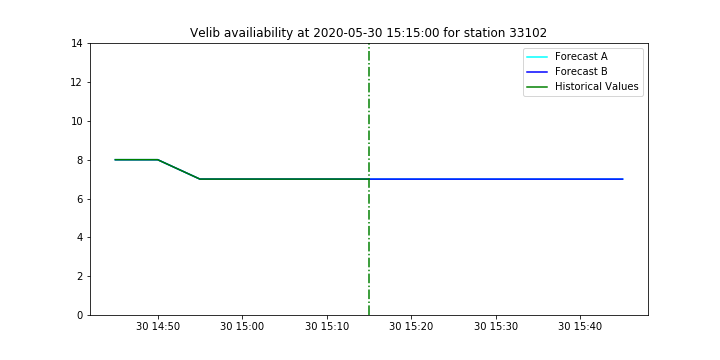 Velib availiability at 2020-05-30 15:15:00 for station 33102
14
12
10
8
6
4
2
0
Forecast A
Forecast B
Historical Values
30 14:50 30 15:00 30 15:10 30 15:20 30 15:30 30 15:40